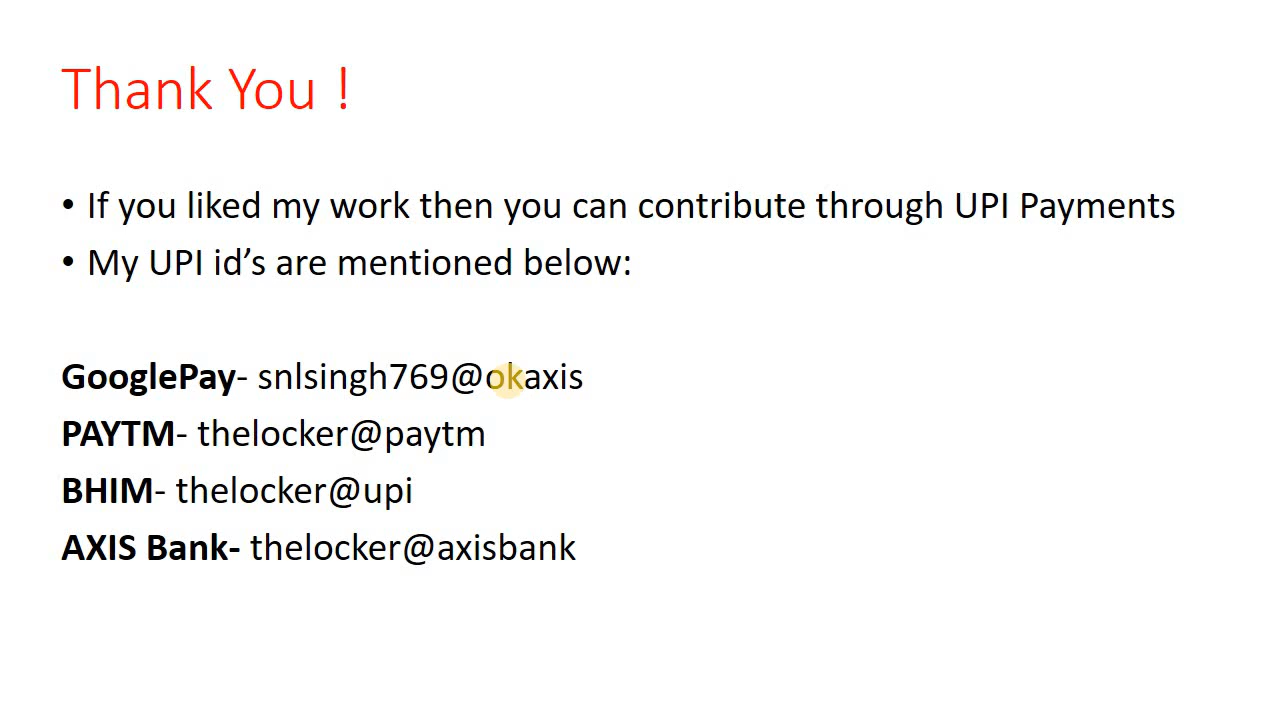 Thank You !
• If you liked my work then you can contribute through UPI Payments
• My UPI id’s are mentioned below:
GooglePay- snlsingh769@okaxis
PAYTM- thelocker@paytm
BHIM- thelocker@upi
AXIS Bank- thelocker@axisbank